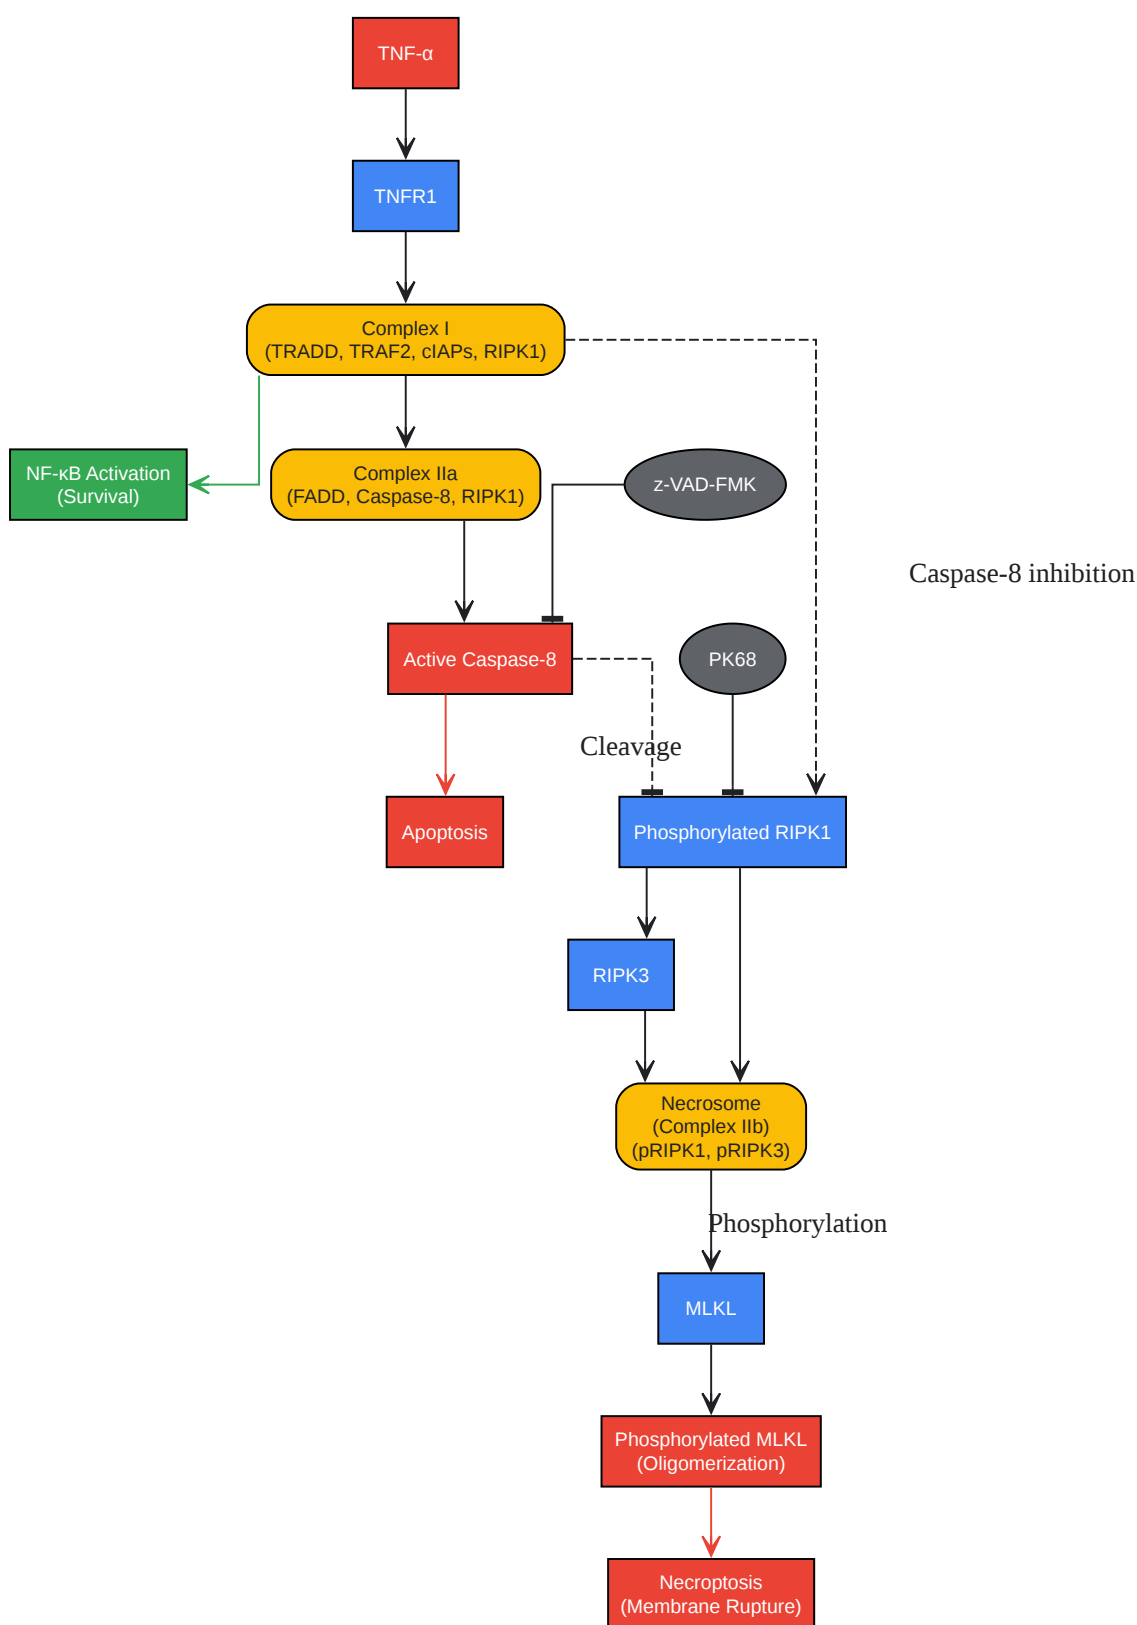 TNF-α
TNFR1
Complex I
(TRADD, TRAF2, cIAPs, RIPK1)
NF-κB Activation
(Survival)
Complex IIa
(FADD, Caspase-8, RIPK1)
z-VAD-FMK
Caspase-8 inhibition
Active Caspase-8
PK68
Cleavage
Apoptosis
Phosphorylated RIPK1
RIPK3
Necrosome
(Complex IIb)
(pRIPK1, pRIPK3)
Phosphorylation
MLKL
Phosphorylated MLKL
(Oligomerization)
Necroptosis
(Membrane Rupture)